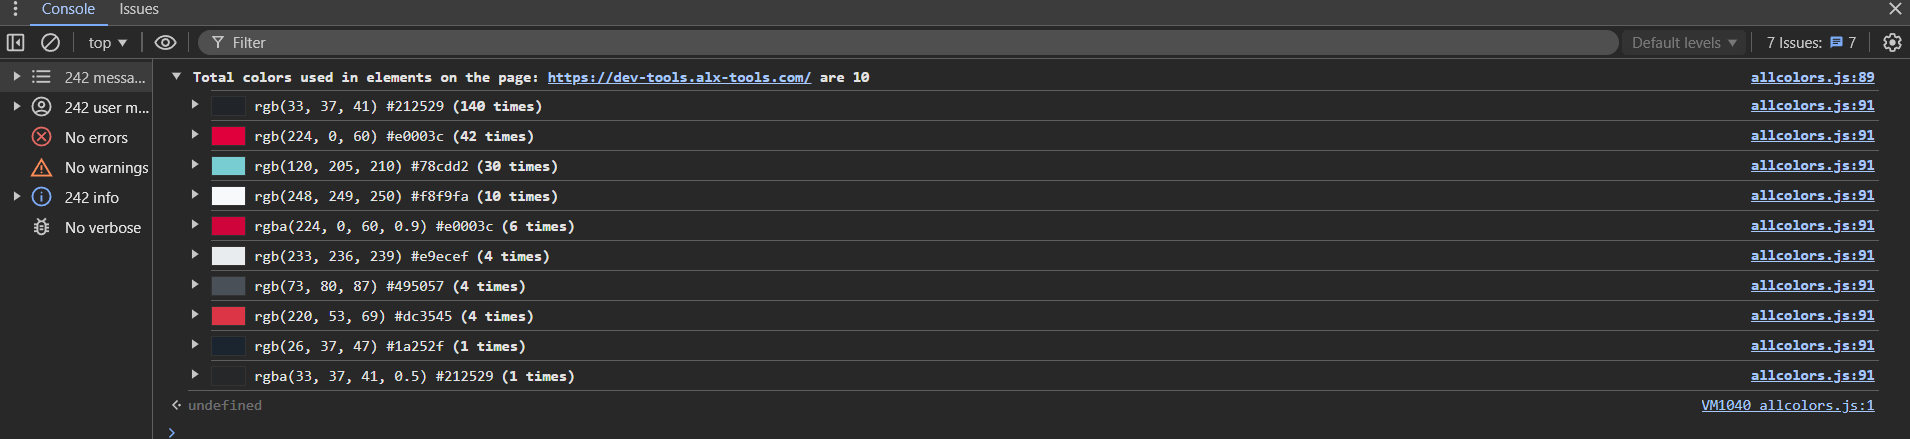 Console Issues
top Filter Default levels 7 Issues: 7
242 messa...
242 user m...
No errors
No warnings
242 info
No verbose
Total colors used in elements on the page: https://dev-tools.alx-tools.com/ are 10 allcolors.js:89
rgb(33, 37, 41) #212529 (140 times) allcolors.js:91
rgb(224, 0, 60) #e0003c (42 times) allcolors.js:91
rgb(120, 205, 210) #78cdd2 (30 times) allcolors.js:91
rgb(248, 249, 250) #f8f9fa (10 times) allcolors.js:91
rgba(224, 0, 60, 0.9) #e0003c (6 times) allcolors.js:91
rgb(233, 236, 239) #e9ecef (4 times) allcolors.js:91
rgb(73, 80, 87) #495057 (4 times) allcolors.js:91
rgb(220, 53, 69) #dc3545 (4 times) allcolors.js:91
rgb(26, 37, 47) #1a252f (1 times) allcolors.js:91
rgba(33, 37, 41, 0.5) #212529 (1 times) allcolors.js:91
undefined VM1040 allcolors.js:1